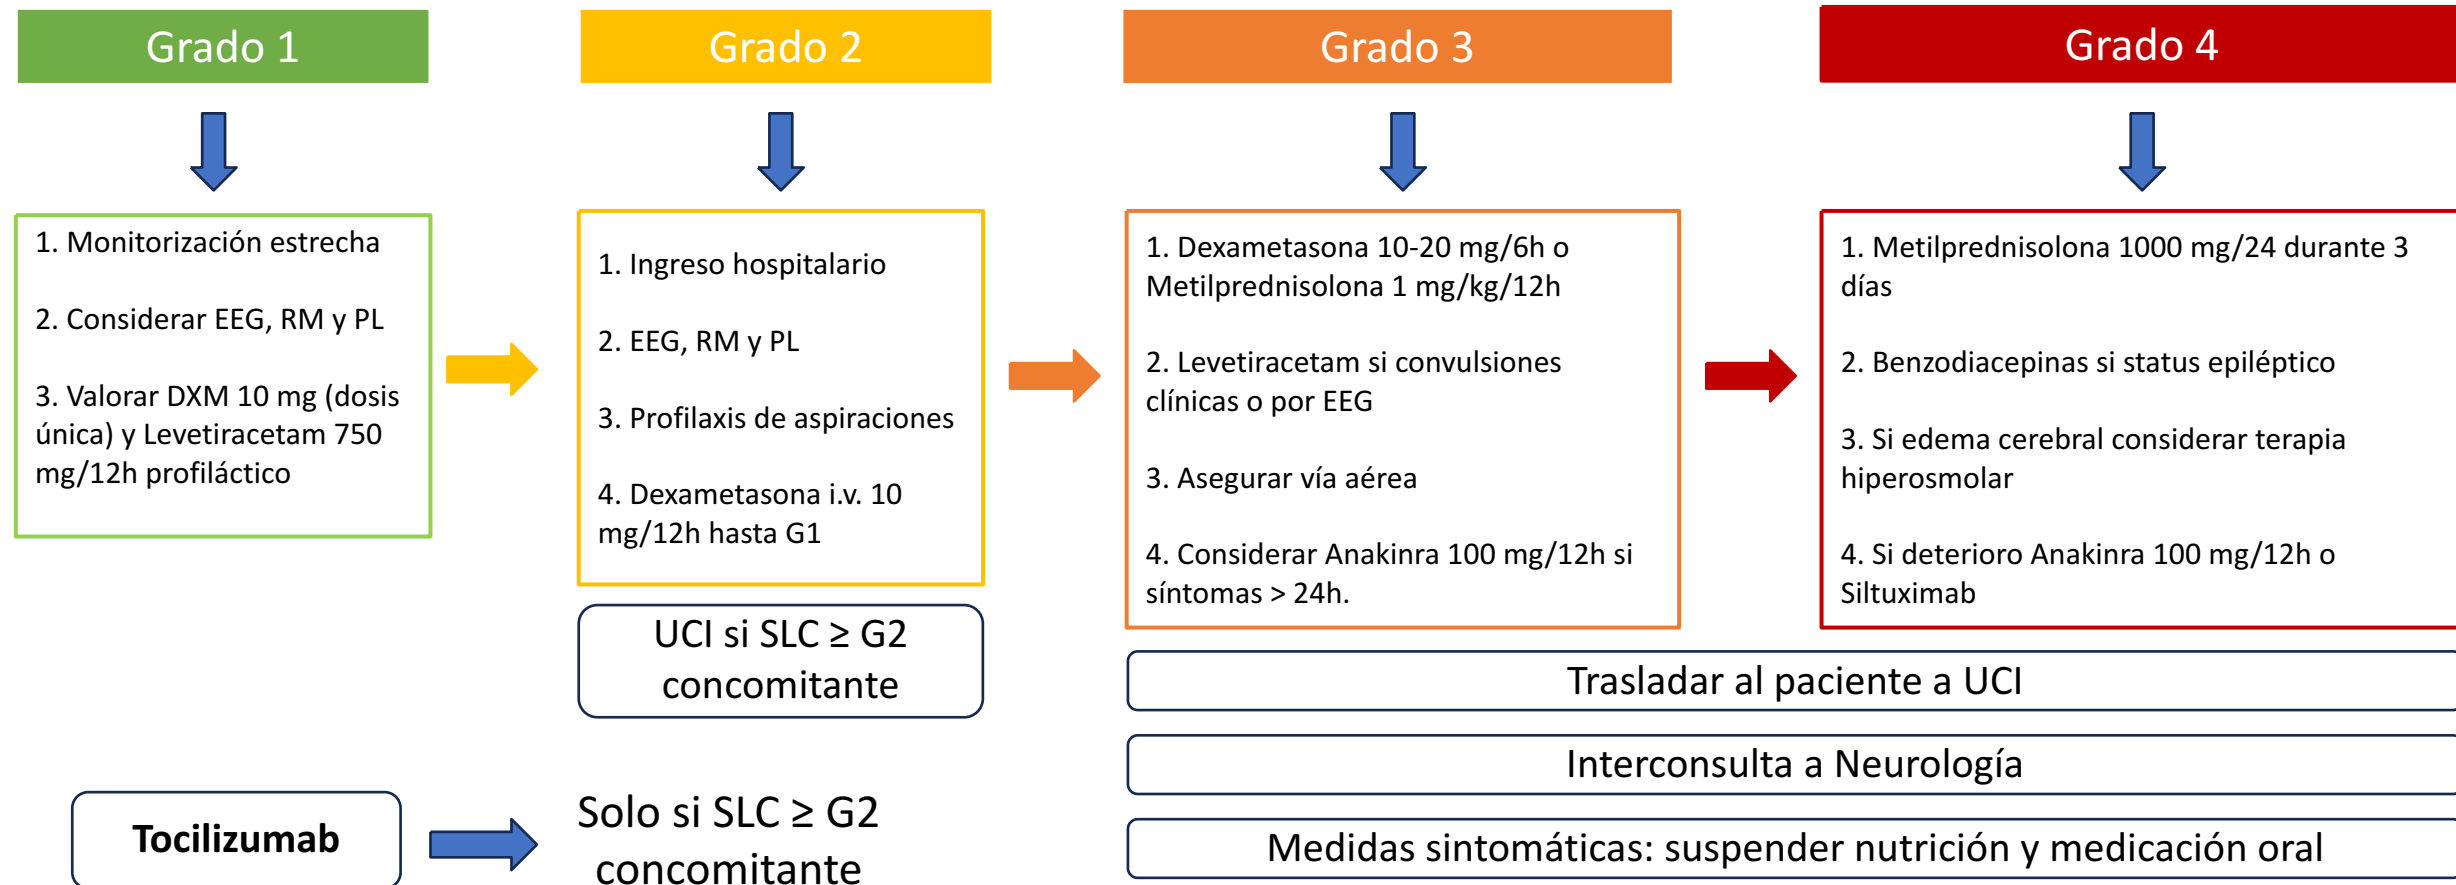 Grado 1
Grado 2
Grado 3
Grado 4
1. Monitorización estrecha
2. Considerar EEG, RM y PL
3. Valorar DXM 10 mg (dosis
única) y Levetiracetam 750
mg/12h profiláctico
1. Ingreso hospitalario
2. EEG, RM y PL
3. Profilaxis de aspiraciones
4. Dexametasona i.v. 10
mg/12h hasta G1
1. Dexametasona 10-20 mg/6h o
Metilprednisolona 1 mg/kg/12h
2. Levetiracetam si convulsiones
clínicas o por EEG
3. Asegurar vía aérea
4. Considerar Anakinra 100 mg/12h si
síntomas > 24h.
1. Metilprednisolona 1000 mg/24 durante 3
días
2. Benzodiacepinas si status epiléptico
3. Si edema cerebral considerar terapia
hiperosmolar
4. Si deterioro Anakinra 100 mg/12h o
Siltuximab
UCI si SLC ≥ G2
concomitante
Trasladar al paciente a UCI
Interconsulta a Neurología
Medidas sintomáticas: suspender nutrición y medicación oral
Tocilizumab
Solo si SLC ≥ G2
concomitante